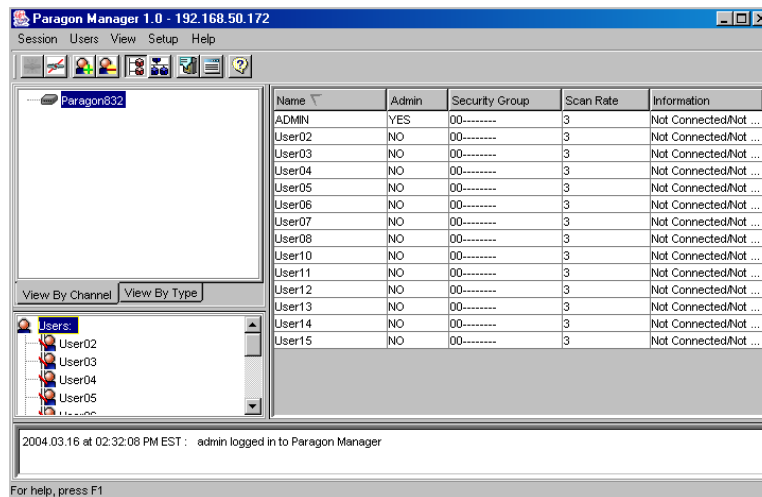 Paragon Manager 1.0 - 192.168.50.172
Session Users View Setup Help
Paragon832
View By Channel View By Type
Users:
User02
User03
User04
User05
Name Admin Security Group Scan Rate Information
ADMIN YES 00-------- 3 Not Connected/Not ...
User02 NO 00-------- 3 Not Connected/Not ...
User03 NO 00-------- 3 Not Connected/Not ...
User04 NO 00-------- 3 Not Connected/Not ...
User05 NO 00-------- 3 Not Connected/Not ...
User06 NO 00-------- 3 Not Connected/Not ...
User07 NO 00-------- 3 Not Connected/Not ...
User08 NO 00-------- 3 Not Connected/Not ...
User10 NO 00-------- 3 Not Connected/Not ...
User11 NO 00-------- 3 Not Connected/Not ...
User12 NO 00-------- 3 Not Connected/Not ...
User13 NO 00-------- 3 Not Connected/Not ...
User14 NO 00-------- 3 Not Connected/Not ...
User15 NO 00-------- 3 Not Connected/Not ...
2004.03.16 at 02:32:08 PM EST : admin logged in to Paragon Manager
For help, press F1